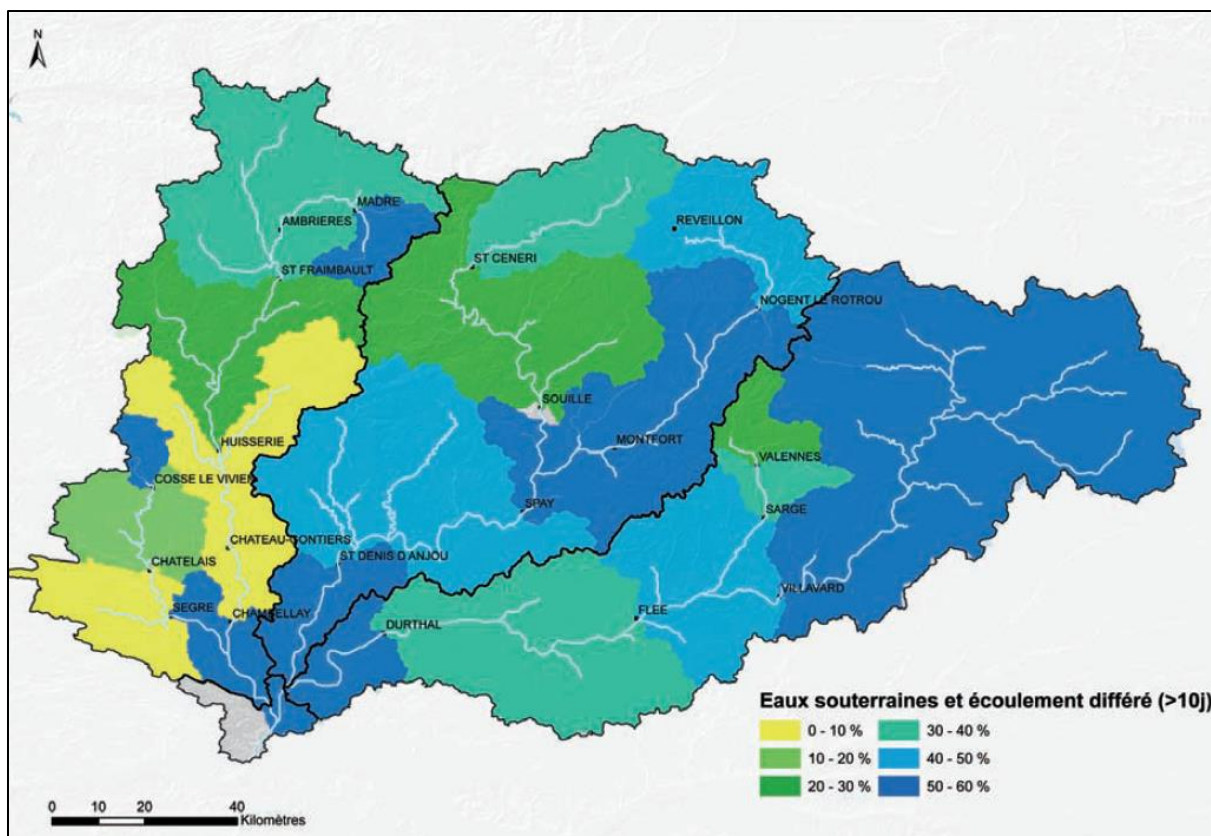 N
MADRE
AMBRIERES
REVEILLON
ST CENERI
ST FRAIMBAULT
NOGENT LE ROTROU
SOUILLE
HUISSERIE
MONTFORT
VALENNES
COSSE LE VIVIEN
SPAY
SARGE
CHATEAU-GONTIERS
ST DENIS D'ANJOU
CHATELAIS
VILLAVARD
SEGRE
CHAMBELLAY
FLEE
DURTHAL
Eaux souterraines et écoulement différé (>10j)
0 - 10 % 30 - 40 %
10 - 20 % 40 - 50 %
20 - 30 % 50 - 60 %
0 10 20 40
Kilomètres